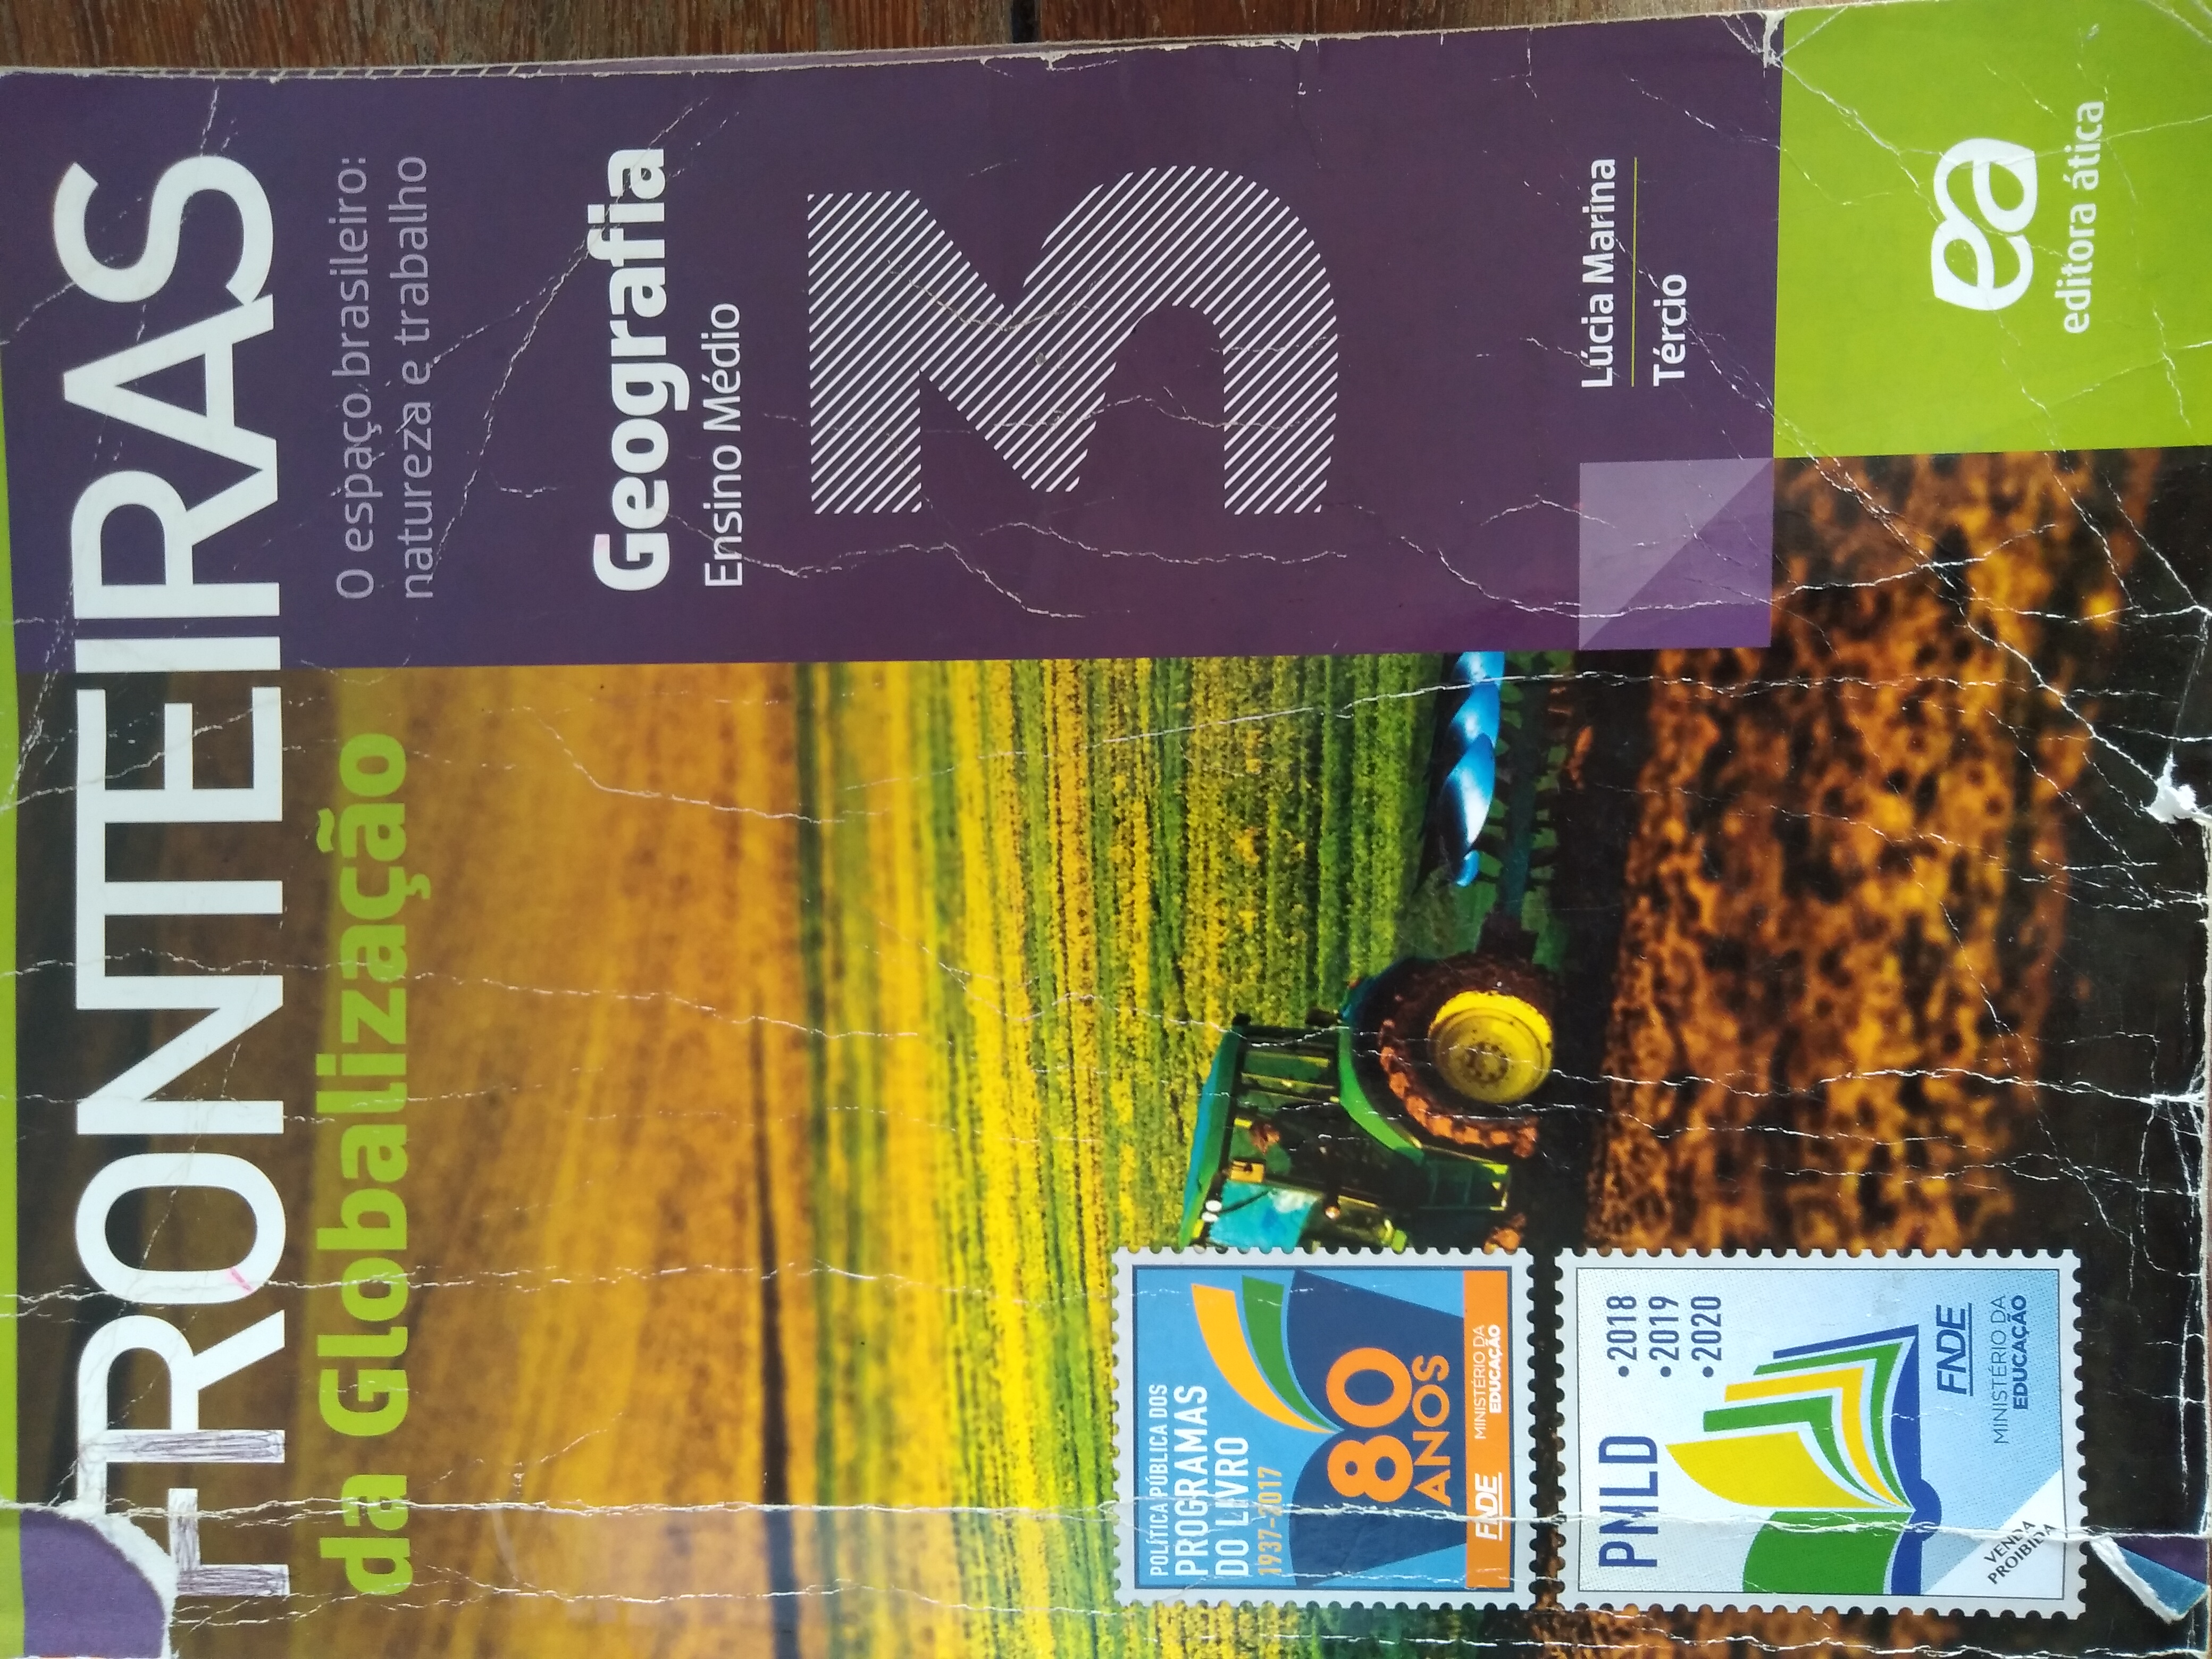 FRONTEIRAS
da Globalização
O espaço brasileiro:
natureza e trabalho
Geografia
Ensino Médio
3
POLÍTICA PÚBLICA DOS
PROGRAMAS
DO LIVRO
1937-2017
80
ANOS
FNDE
MINISTÉRIO DA
EDUCAÇÃO
PNLD
•2018
•2019
•2020
FNDE
MINISTÉRIO DA
EDUCAÇÃO
VENDA
PROIBIDA
Lúcia Marina
Tércio
ea
editora ática